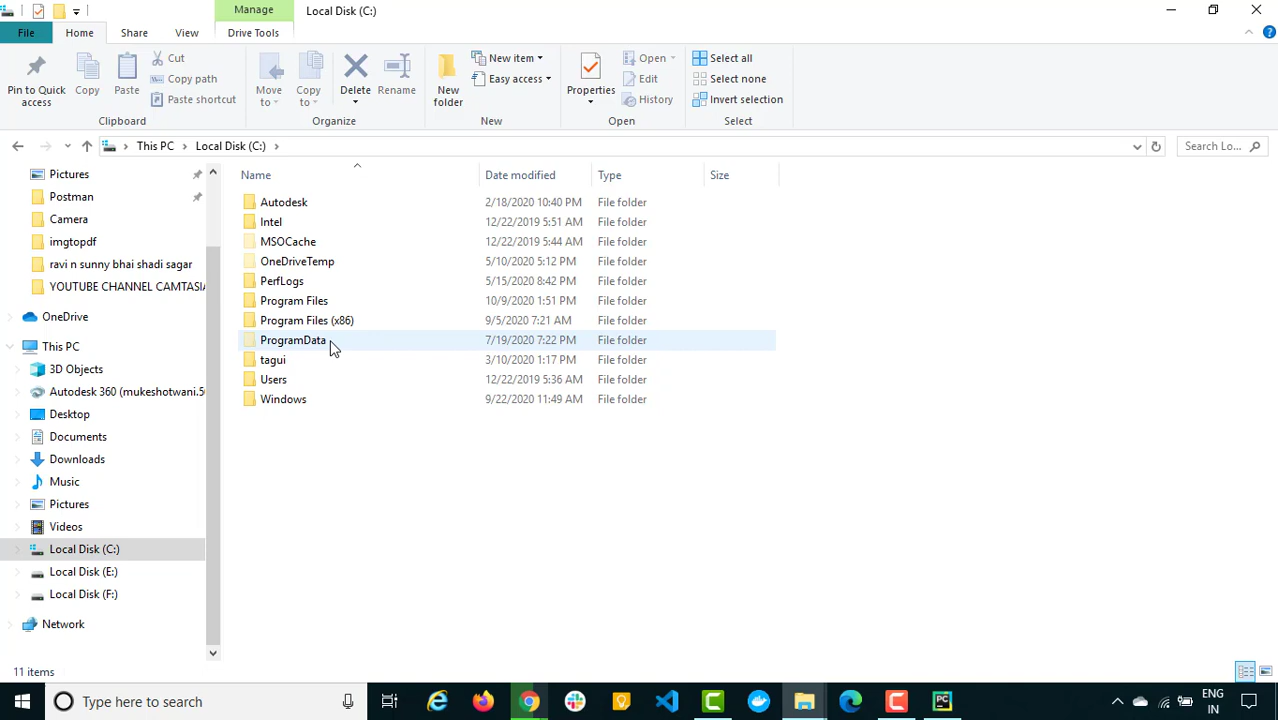 Manage
Local Disk (C:)
File
Home
Share
View
Drive Tools
Pin to Quick access
Copy
Paste
Cut
Copy path
Paste shortcut
Clipboard
Move to
Copy to
Delete
Rename
Organize
New folder
New item
Easy access
New
Properties
Open
Edit
History
Open
Select all
Select none
Invert selection
Select
This PC
Local Disk (C:)
Search Lo...
Pictures
Postman
Camera
imgtopdf
ravi n sunny bhai shadi sagar
YOUTUBE CHANNEL CAMTASIA
OneDrive
This PC
3D Objects
Autodesk 360 (mukeshotwani.50
Desktop
Documents
Downloads
Music
Pictures
Videos
Local Disk (C:)
Local Disk (E:)
Local Disk (F:)
Network
Name Date modified Type Size
Autodesk 2/18/2020 10:40 PM File folder
Intel 12/22/2019 5:51 AM File folder
MSOCache 12/22/2019 5:44 AM File folder
OneDriveTemp 5/10/2020 5:12 PM File folder
PerfLogs 5/15/2020 8:42 PM File folder
Program Files 10/9/2020 1:51 PM File folder
Program Files (x86) 9/5/2020 7:21 AM File folder
ProgramData 7/19/2020 7:22 PM File folder
tagui 3/10/2020 1:17 PM File folder
Users 12/22/2019 5:36 AM File folder
Windows 9/22/2020 11:49 AM File folder
11 items
Type here to search
ENG
IN